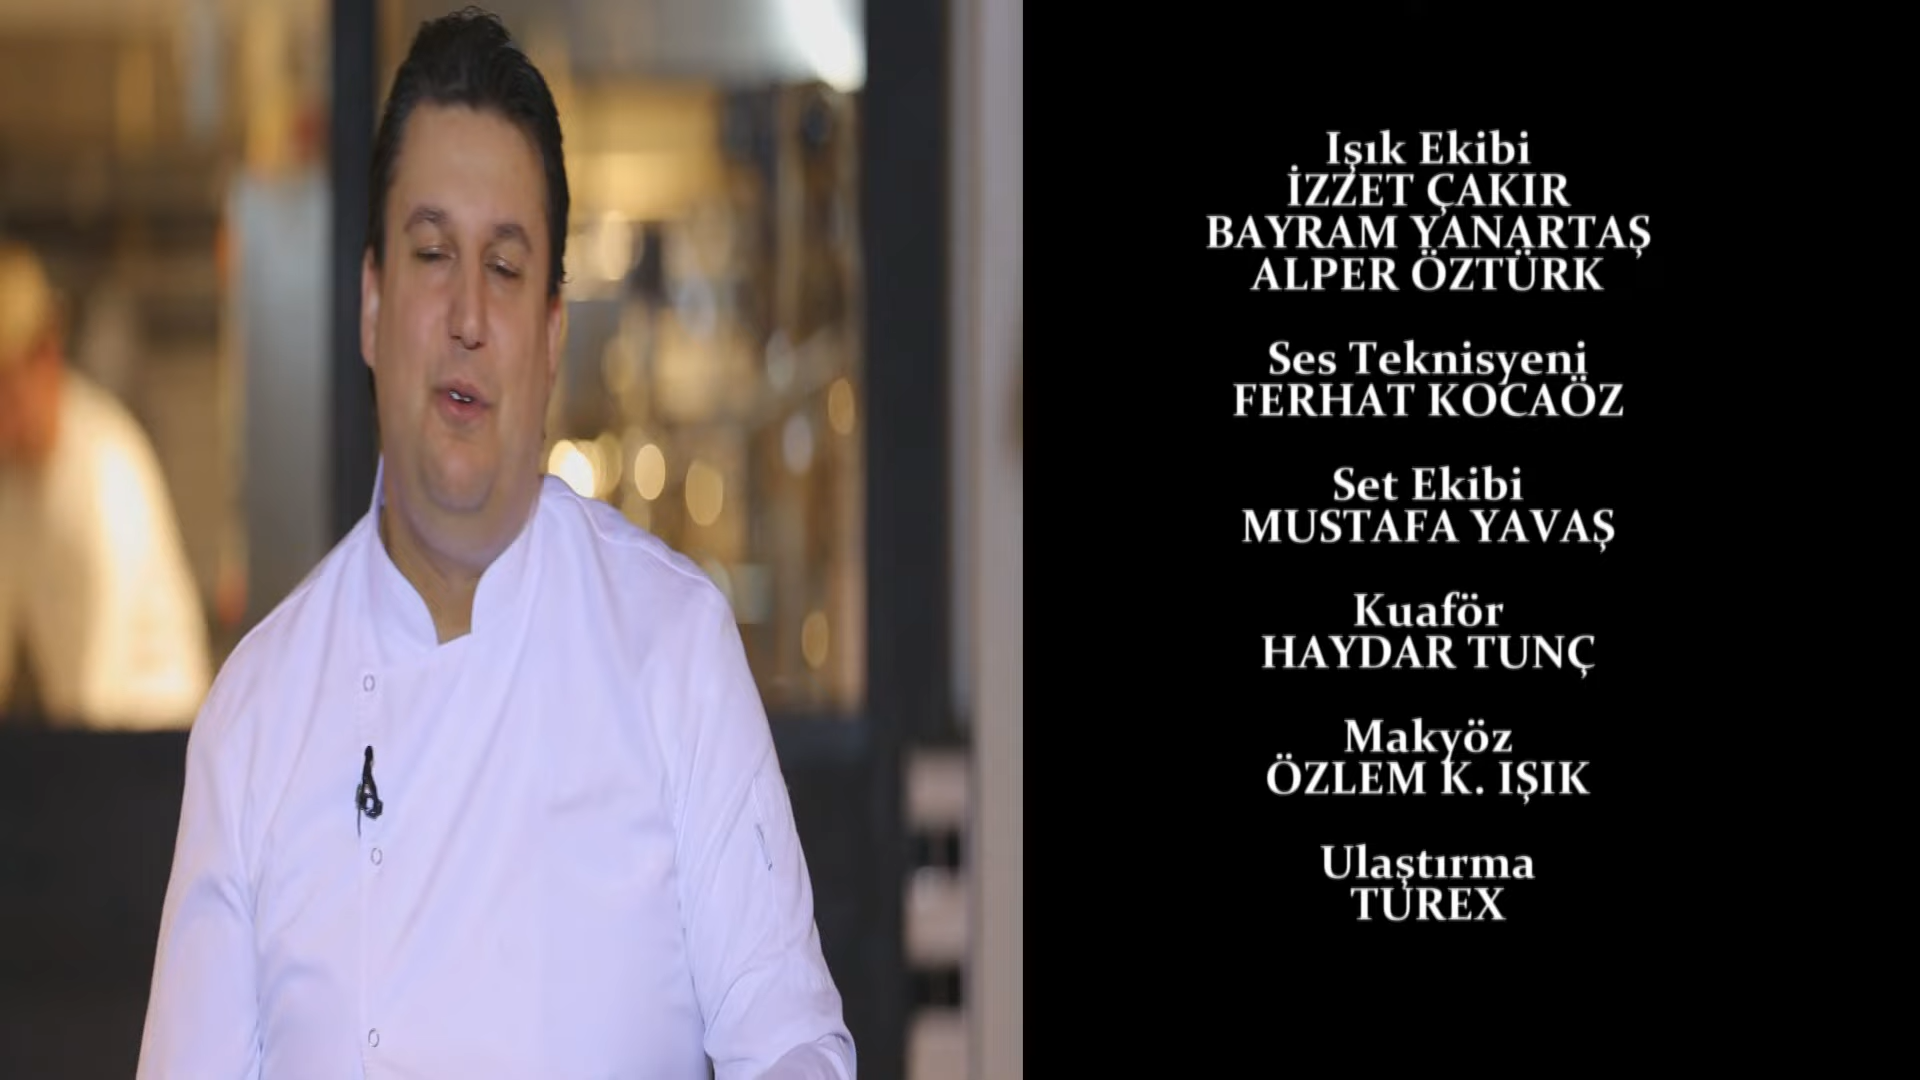 Işık Ekibi
İZZET ÇAKIR
BAYRAM YANARTAŞ
ALPER ÖZTÜRK
Ses Teknisyeni
FERHAT KOCAÖZ
Set Ekibi
MUSTAFA YAVAŞ
Kuaför
HAYDAR TUNÇ
Makyöz
ÖZLEM K. IŞIK
Ulaştırma
TUREX